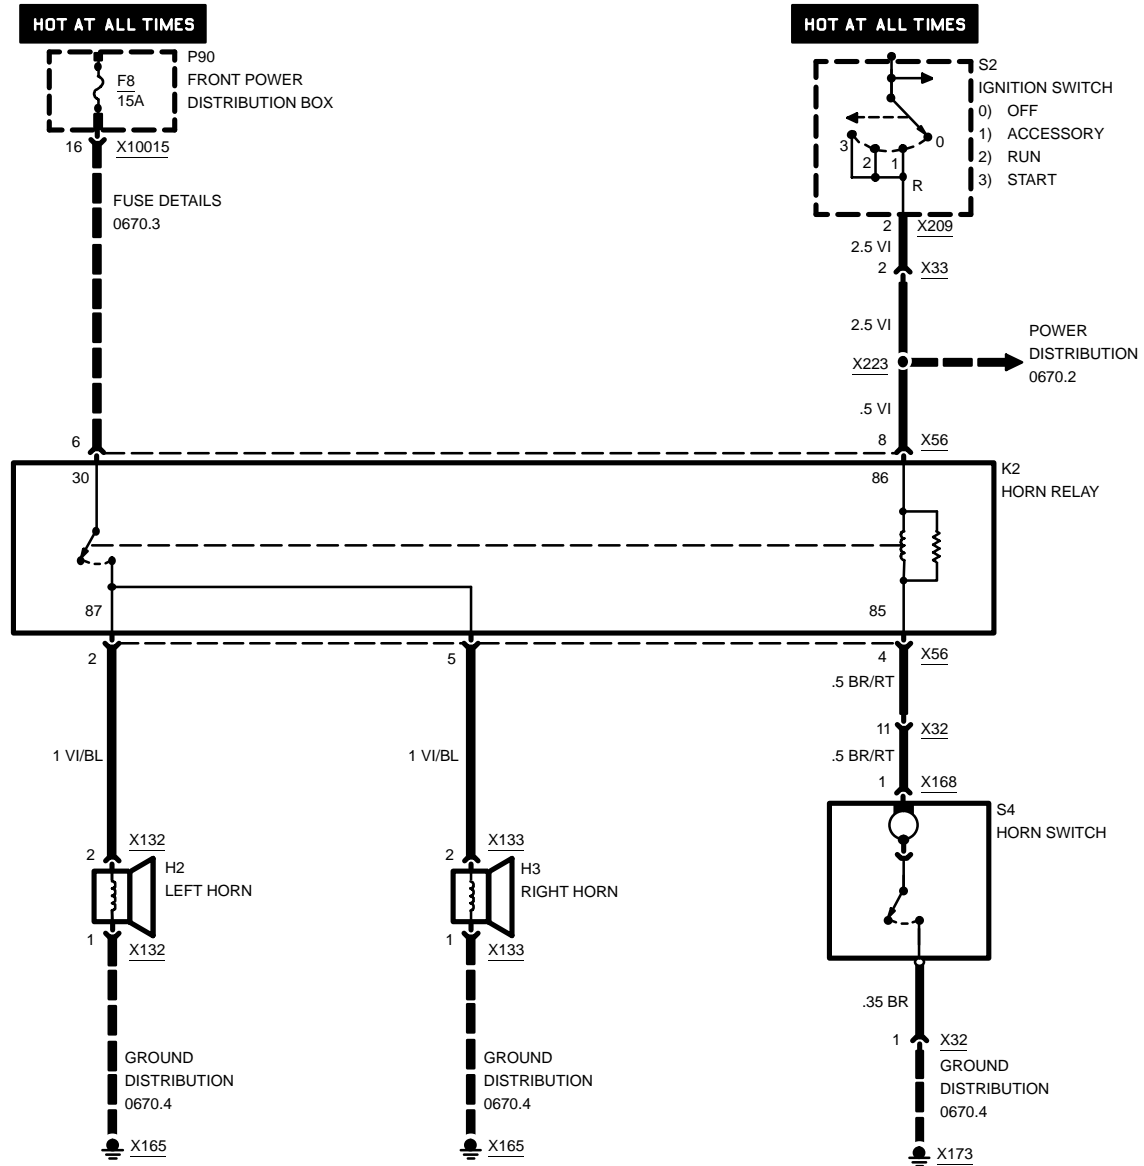 HOT AT ALL TIMES
HOT AT ALL TIMES
P90
FRONT POWER
DISTRIBUTION BOX
F8
15A
16 X10015
FUSE DETAILS
0670.3
S2
IGNITION SWITCH
0) OFF
1) ACCESSORY
2) RUN
3) START
3
2
1
0
R
2 X209
2.5 VI
2 X33
2.5 VI
X223
POWER
DISTRIBUTION
0670.2
.5 VI
6
8 X56
30
86
K2
HORN RELAY
87
85
2
5
4 X56
.5 BR/RT
11 X32
.5 BR/RT
1 VI/BL
1 VI/BL
1 X168
S4
HORN SWITCH
2 X132
H2
LEFT HORN
1 X132
2 X133
H3
RIGHT HORN
1 X133
.35 BR
1 X32
GROUND
DISTRIBUTION
0670.4
X165
GROUND
DISTRIBUTION
0670.4
X165
GROUND
DISTRIBUTION
0670.4
X173